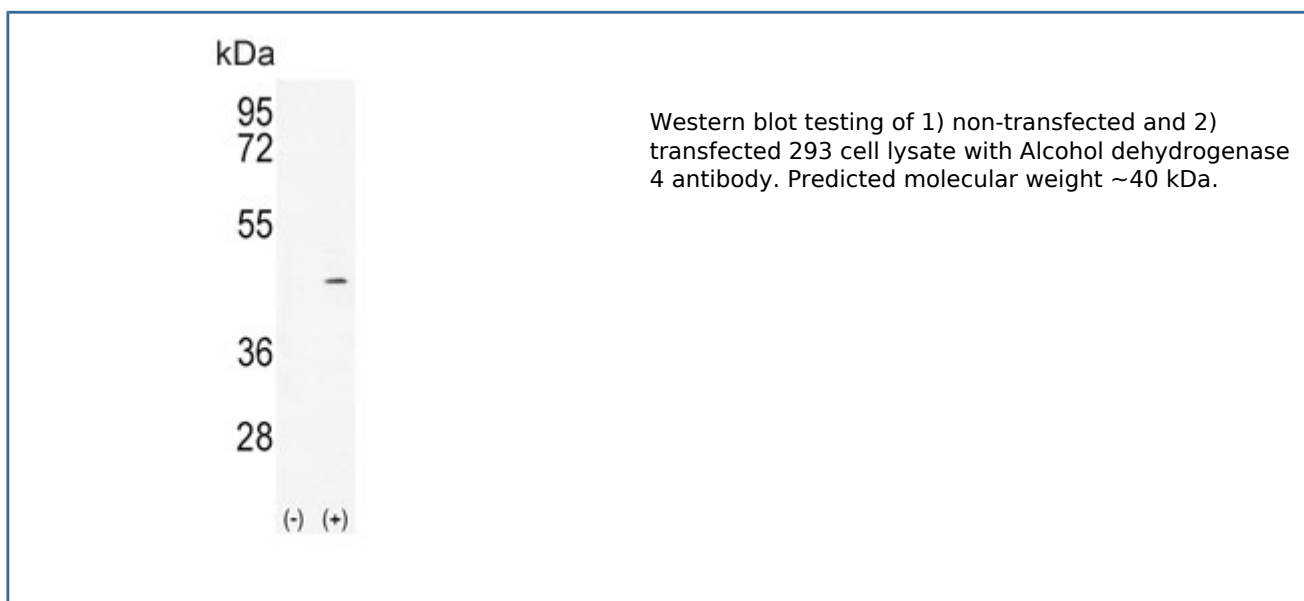 kDa
95
72
55
36
28
(-) (+)
Western blot testing of 1) non-transfected and 2)
transfected 293 cell lysate with Alcohol dehydrogenase
4 antibody. Predicted molecular weight ~40 kDa.